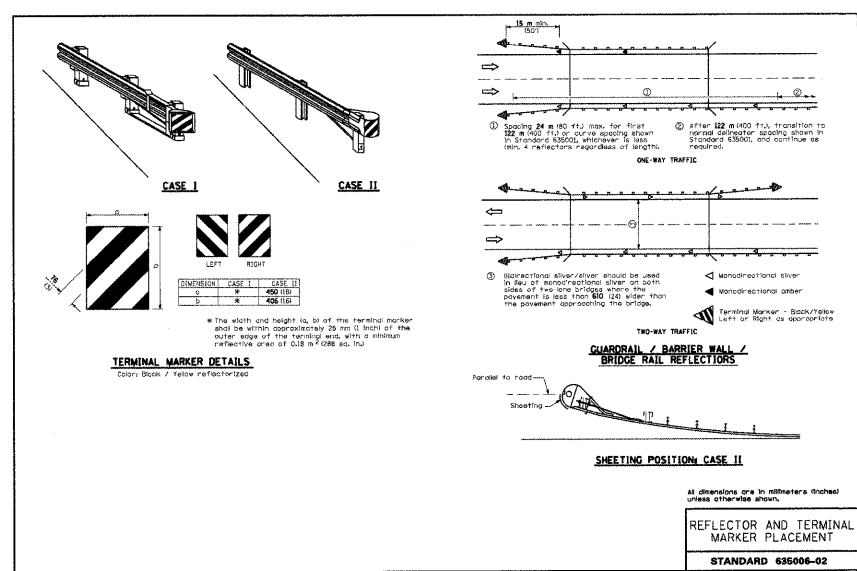 15 m min.
(50')
①
②
① Spacing 24 m (80 ft.) max. for first
122 m (400 ft.) or curve spacing shown
in Standard 635001, whichever is less
(min. 4 reflectors regardless of length).
② After 122 m (400 ft.), transition to
normal delineator spacing shown in
Standard 635001, and continue as
required.
ONE-WAY TRAFFIC
CASE I
CASE II
a
b
76
(3)
LEFT
RIGHT
DIMENSION CASE I CASE II
a * 450 (18)
b * 406 (16)
* The width and height (a, b) of the terminal marker
shall be within approximately 25 mm (1 inch) of the
outer edge of the terminal end, with a minimum
reflective area of 0.18 m² (288 sq. in.)
TERMINAL MARKER DETAILS
Color: Black / Yellow reflectorized
③
③ Bidirectional sliver/sliver should be used
in lieu of monodirectional sliver on both
sides of two lane bridges where the
pavement is less than 610 (24) wider than
the pavement approaching the bridge.
Monodirectional sliver
Monodirectional amber
Terminal Marker - Black/Yellow
Left or Right as appropriate
TWO-WAY TRAFFIC
GUARDRAIL / BARRIER WALL /
BRIDGE RAIL REFLECTIORS
Parallel to road
Sheeting
SHEETING POSITION: CASE II
All dimensions are in millimeters (inches)
unless otherwise shown.
REFLECTOR AND TERMINAL
MARKER PLACEMENT
STANDARD 635006-02